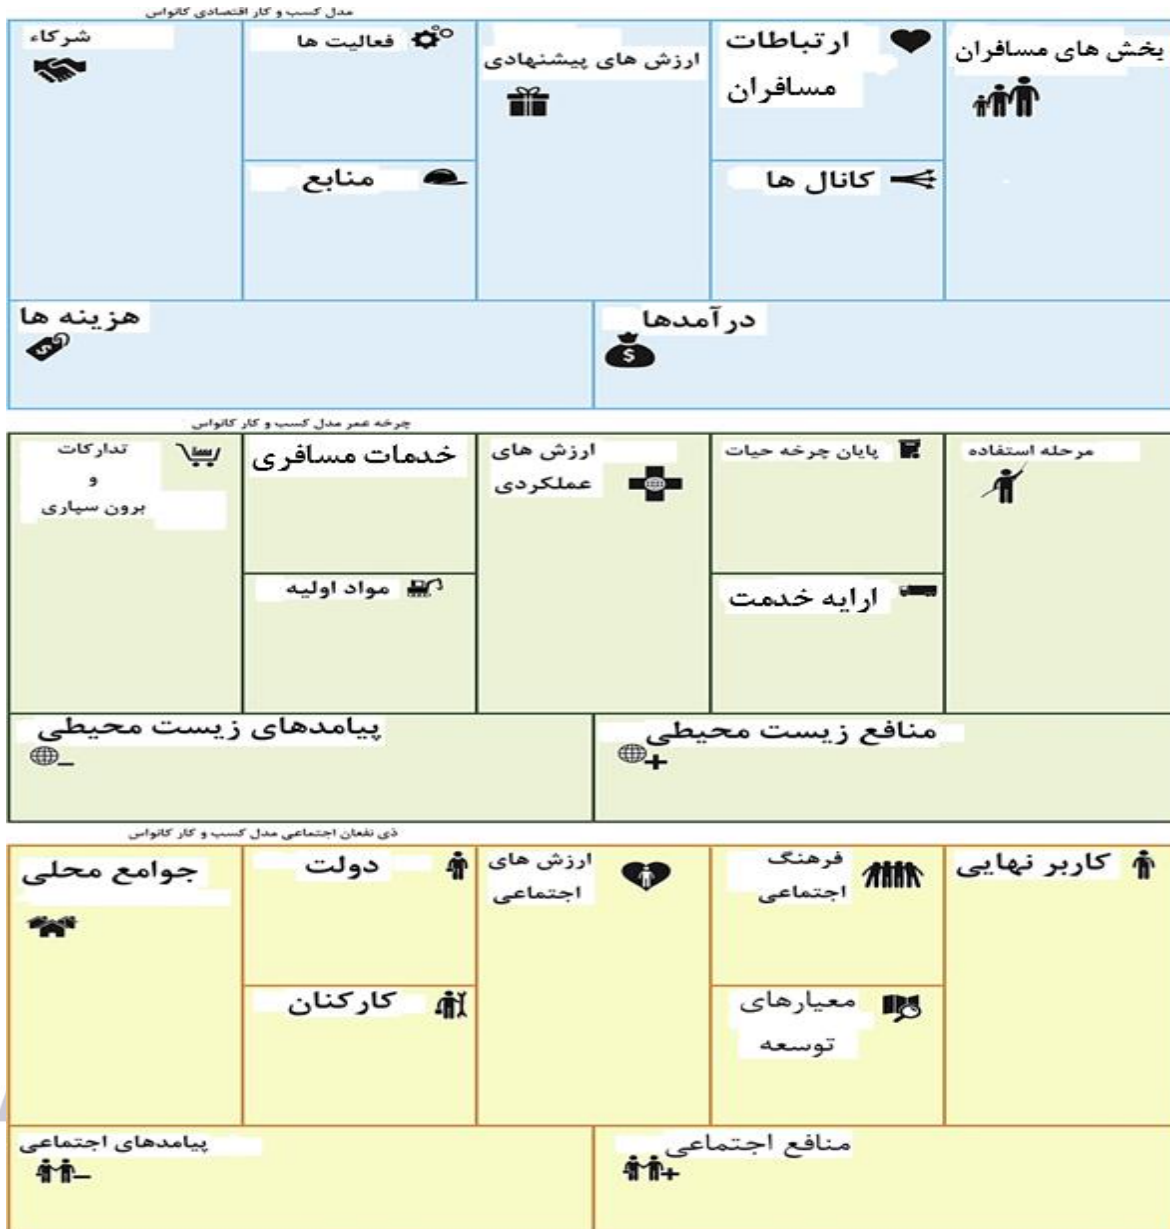 مدل کسب و کار اقتصادی کانواس
بخش های مسافران
ارتباطات
مسافران
کانال ها
ارزش های پیشنهادی
فعالیت ها
منابع
شرکاء
درآمدها
هزینه ها
چرخه عمر مدل کسب و کار کانواس
مرحله استفاده
پایان چرخه حیات
ارایه خدمت
ارزش های
عملکردی
خدمات مسافری
مواد اولیه
تدارکات
و
برون سپاری
منافع زیست محیطی
پیامدهای زیست محیطی
ذی نفعان اجتماعی مدل کسب و کار کانواس
کاربر نهایی
فرهنگ
اجتماعی
معیارهای
توسعه
ارزش های
اجتماعی
دولت
کارکنان
جوامع محلی
منافع اجتماعی
پیامدهای اجتماعی